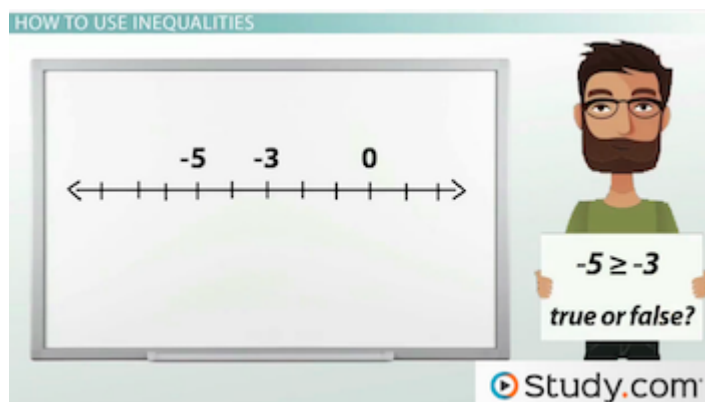 HOW TO USE INEQUALITIES
-5 -3 0
-5 ≥ -3
true or false?
Study.com